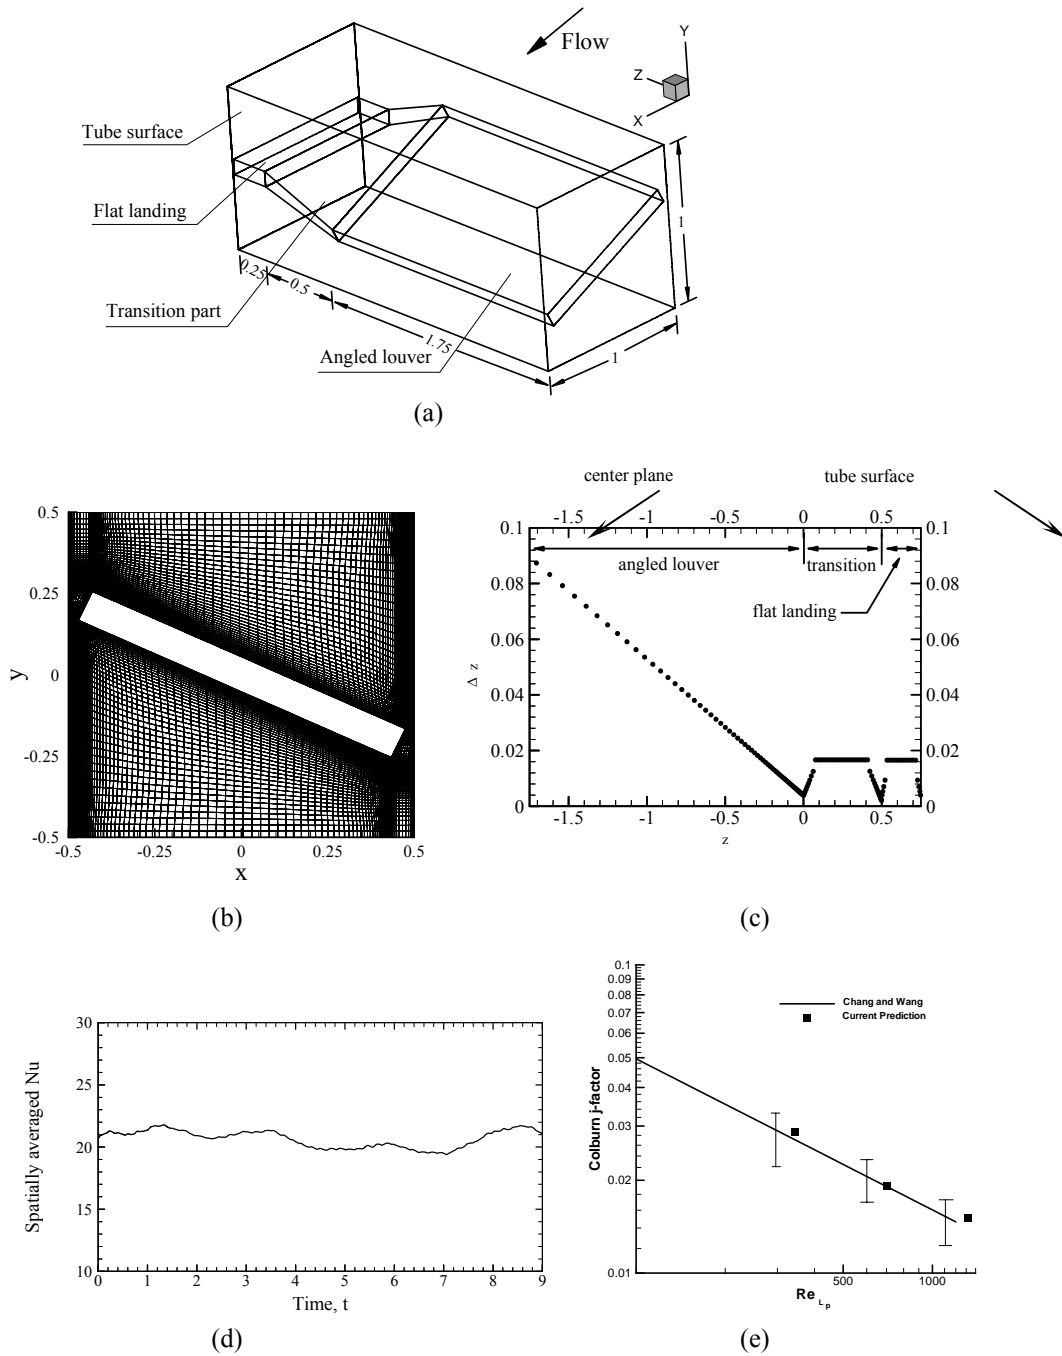 Flow
Y
Z
X
Tube surface
Flat landing
Transition part
Angled louver
0.25
0.5
1.75
1
1
(a)
0.5
0.25
0
-0.25
-0.5
y
-0.5 -0.25 0 0.25 0.5
x
(b)
center plane
tube surface
-1.5 -1 -0.5 0 0.5
0.1 0.1
angled louver
transition
flat landing
0.08 0.08
0.06 0.06
0.04 0.04
0.02 0.02
0 0
Δ z
-1.5 -1 -0.5 0 0.5
z
(c)
30
25
20
15
10
Spatially averaged Nu
0 1 2 3 4 5 6 7 8 9
Time, t
(d)
0.1
0.09
0.08
0.07
0.06
0.05
0.04
0.03
0.02
0.01
Colburn j-factor
Chang and Wang
Current Prediction
500 1000
Re Lp
(e)